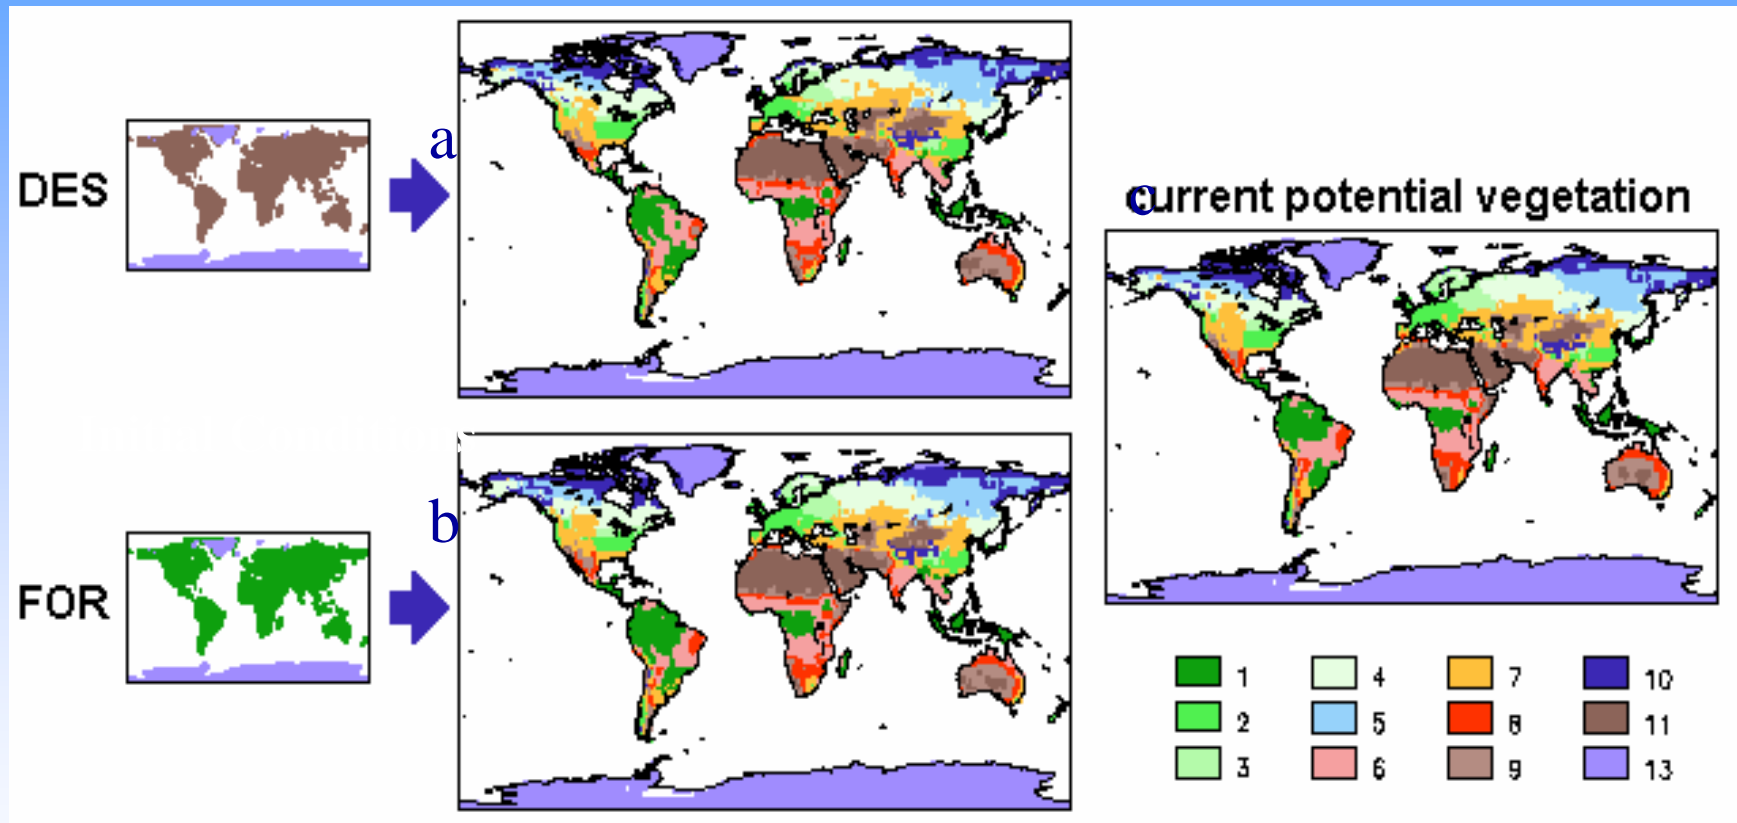 DES
a
c
current potential vegetation
b
FOR
1 4 7 10
2 5 8 11
3 6 9 13